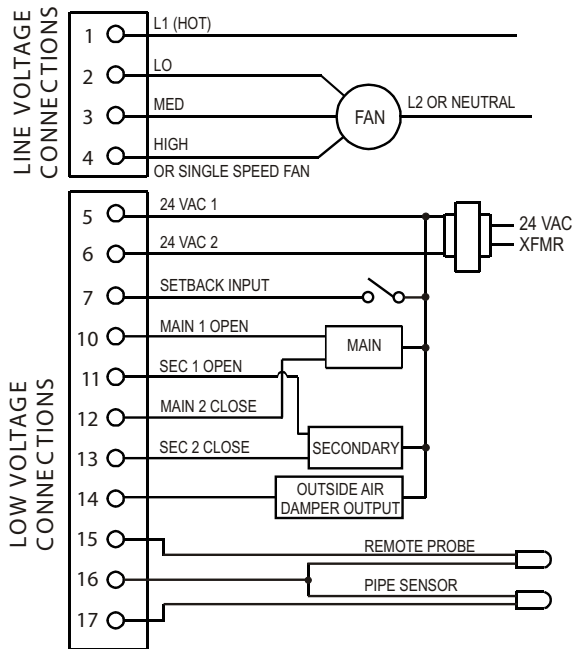 LINE VOLTAGE
CONNECTIONS
1 L1 (HOT)
2 LO
3 MED
4 HIGH
OR SINGLE SPEED FAN
FAN
L2 OR NEUTRAL
LOW VOLTAGE
CONNECTIONS
5 24 VAC 1
6 24 VAC 2
24 VAC
XFMR
7 SETBACK INPUT
10 MAIN 1 OPEN
MAIN
11 SEC 1 OPEN
12 MAIN 2 CLOSE
13 SEC 2 CLOSE
SECONDARY
14
OUTSIDE AIR
DAMPER OUTPUT
15 REMOTE PROBE
16 PIPE SENSOR
17